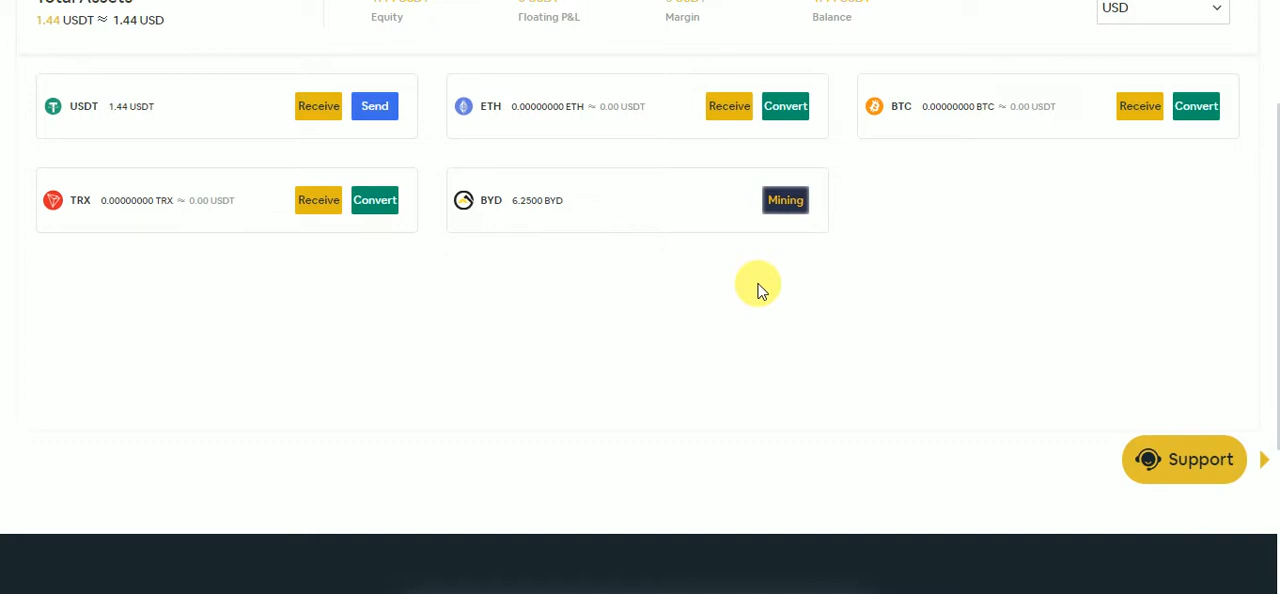 Total Assets
1.44 USDT ≈ 1.44 USD
Equity
Floating P&L
Margin
Balance
USD
USDT 1.44 USDT Receive Send
ETH 0.00000000 ETH ≈ 0.00 USDT Receive Convert
BTC 0.00000000 BTC ≈ 0.00 USDT Receive Convert
TRX 0.00000000 TRX ≈ 0.00 USDT Receive Convert
BYD 6.2500 BYD Mining
Support